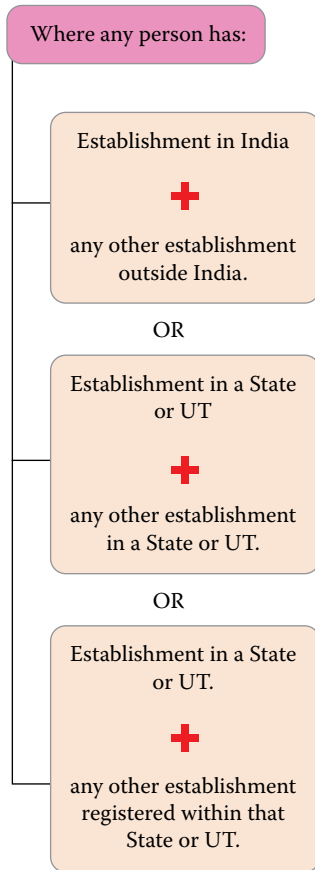 Where any person has:
Establishment in India
any other establishment
outside India.
OR
Establishment in a State
or UT
any other establishment
in a State or UT.
OR
Establishment in a State
or UT.
any other establishment
registered within that
State or UT.